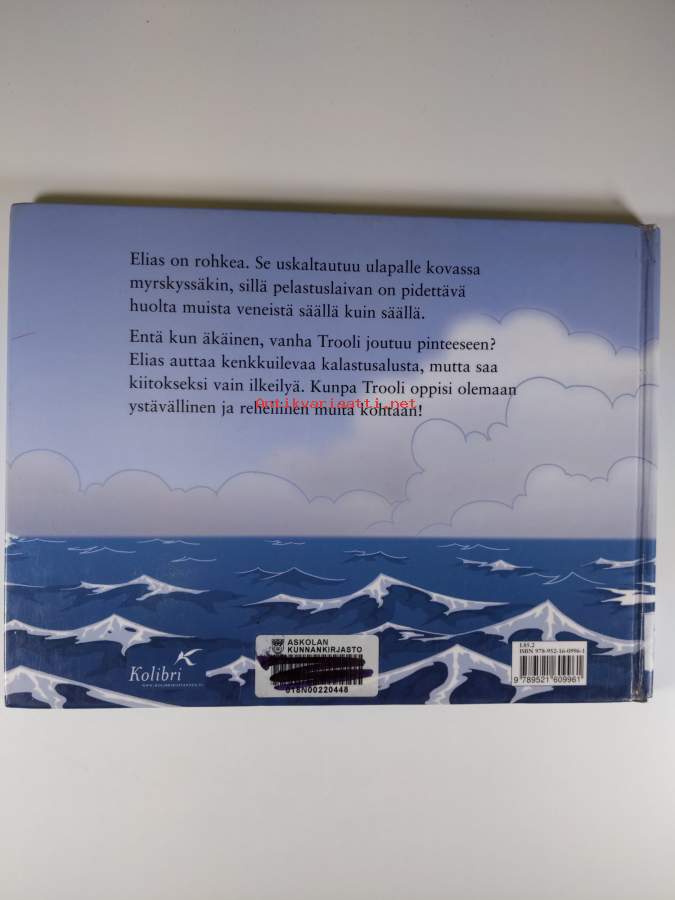 Elias on rohkea. Se uskaltautuu ulapalle kovassa
myrskyssäkin, sillä pelastuslaivan on pidettävä
huolta muista veneistä säällä kuin säällä.
Entä kun äkäinen, vanha Trooli joutuu pinteeseen?
Elias auttaa kenkkuilevaa kalastusalusta, mutta saa
kiitokseksi vain ilkeilyä. Kunpa Trooli oppisi olemaan
ystävällinen ja rehellinen muita kohtaan!
Antikvariaatti.net
ASKOLAN
KUNNANKIRJASTO
018N00220448
Kolibri
L85.2
ISBN 978-952-16-0996-1
9 789521 609961